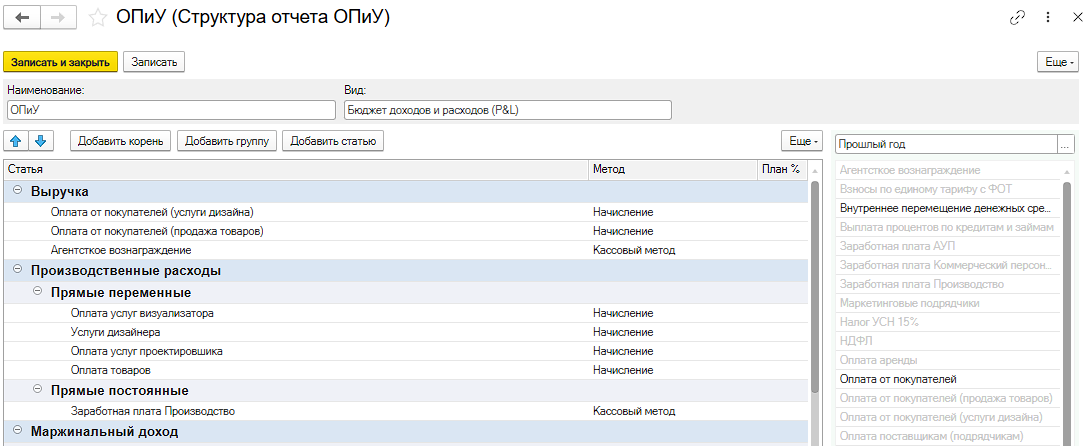 ОПиУ (Структура отчета ОПиУ)
Записать и закрыть
Записать
Еще
Наименование:
Вид:
ОПиУ
Бюджет доходов и расходов (P&L)
Добавить корень
Добавить группу
Добавить статью
Еще
Прошлый год
...
Статья
Метод
План %
Выручка
Оплата от покупателей (услуги дизайна)
Начисление
Оплата от покупателей (продажа товаров)
Начисление
Агентское вознаграждение
Кассовый метод
Производственные расходы
Прямые переменные
Оплата услуг визуализатора
Начисление
Услуги дизайнера
Начисление
Оплата услуг проектировшика
Начисление
Оплата товаров
Начисление
Прямые постоянные
Заработная плата Производство
Кассовый метод
Маржинальный доход
Агентсткое вознаграждение
Взносы по единому тарифу с ФОТ
Внутреннее перемещение денежных сре...
Выплата процентов по кредитам и займам
Заработная плата АУП
Заработная плата Коммерческий персон...
Заработная плата Производство
Маркетинговые подрядчики
Налог УСН 15%
НДФЛ
Оплата аренды
Оплата от покупателей
Оплата от покупателей (продажа товаров)
Оплата от покупателей (услуги дизайна)
Оплата поставщикам (подрядчикам)